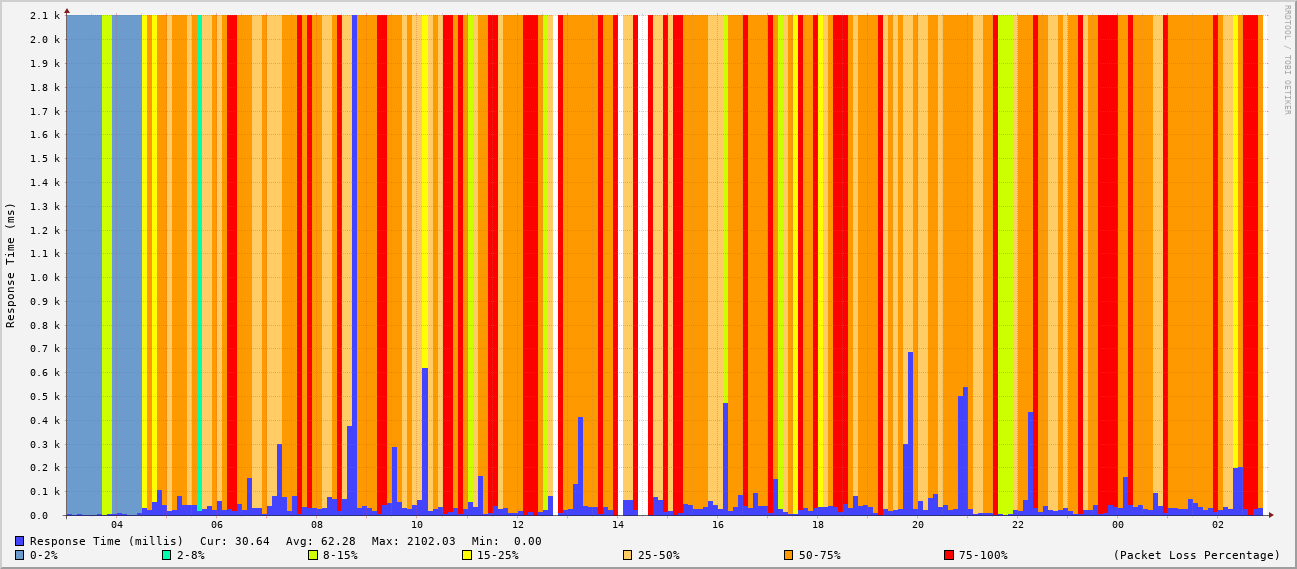 RRDTOOL / TOBI OETIKER
Response Time (ms)
2.1 k
2.0 k
1.9 k
1.8 k
1.7 k
1.6 k
1.5 k
1.4 k
1.3 k
1.2 k
1.1 k
1.0 k
0.9 k
0.8 k
0.7 k
0.6 k
0.5 k
0.4 k
0.3 k
0.2 k
0.1 k
0.0
04 06 08 10 12 14 16 18 20 22 00 02
Response Time (millis) Cur: 30.64 Avg: 62.28 Max: 2102.03 Min: 0.00
0-2% 2-8% 8-15% 15-25% 25-50% 50-75% 75-100% (Packet Loss Percentage)